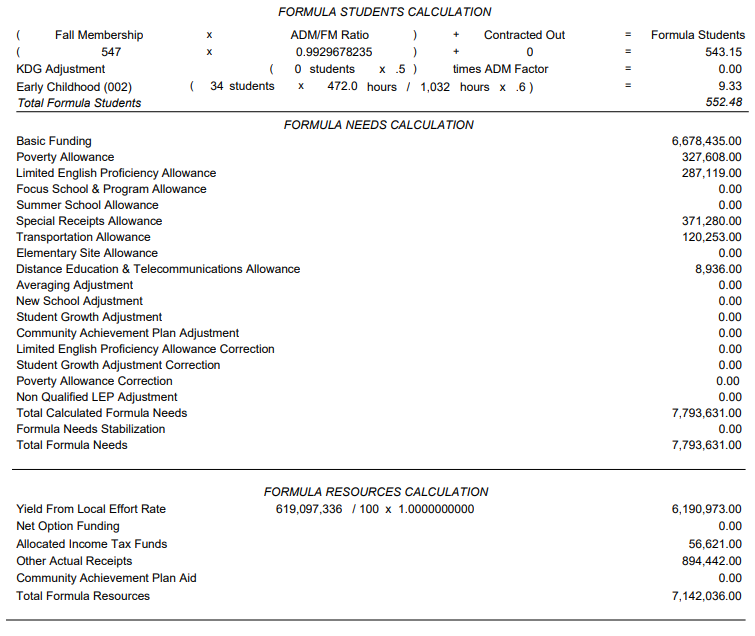 FORMULA STUDENTS CALCULATION
( Fall Membership x ADM/FM Ratio ) + Contracted Out = Formula Students
( 547 x 0.9929678235 ) + 0 = 543.15
KDG Adjustment ( 0 students x .5 ) times ADM Factor = 0.00
Early Childhood (002) ( 34 students x 472.0 hours / 1,032 hours x .6 ) = 9.33
Total Formula Students 552.48
FORMULA NEEDS CALCULATION
Basic Funding 6,678,435.00
Poverty Allowance 327,608.00
Limited English Proficiency Allowance 287,119.00
Focus School & Program Allowance 0.00
Summer School Allowance 0.00
Special Receipts Allowance 371,280.00
Transportation Allowance 120,253.00
Elementary Site Allowance 0.00
Distance Education & Telecommunications Allowance 8,936.00
Averaging Adjustment 0.00
New School Adjustment 0.00
Student Growth Adjustment 0.00
Community Achievement Plan Adjustment 0.00
Limited English Proficiency Allowance Correction 0.00
Student Growth Adjustment Correction 0.00
Poverty Allowance Correction 0.00
Non Qualified LEP Adjustment 0.00
Total Calculated Formula Needs 7,793,631.00
Formula Needs Stabilization 0.00
Total Formula Needs 7,793,631.00
FORMULA RESOURCES CALCULATION
Yield From Local Effort Rate 619,097,336 / 100 x 1.0000000000 6,190,973.00
Net Option Funding 0.00
Allocated Income Tax Funds 56,621.00
Other Actual Receipts 894,442.00
Community Achievement Plan Aid 0.00
Total Formula Resources 7,142,036.00